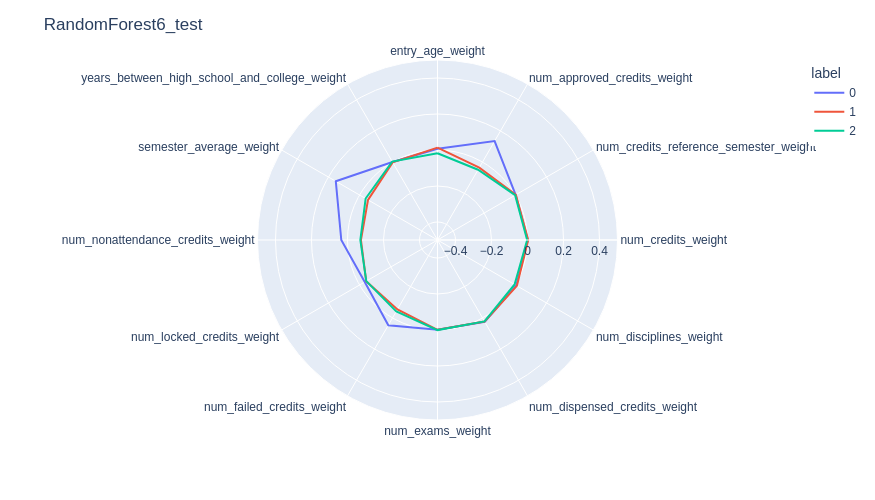 RandomForest6_test
entry_age_weight
years_between_high_school_and_college_weight
num_approved_credits_weight
label
0
1
2
semester_average_weight
num_credits_reference_semester_weight
num_nonattendance_credits_weight
num_credits_weight
−0.4
−0.2
0
0.2
0.4
num_locked_credits_weight
num_disciplines_weight
num_failed_credits_weight
num_dispensed_credits_weight
num_exams_weight